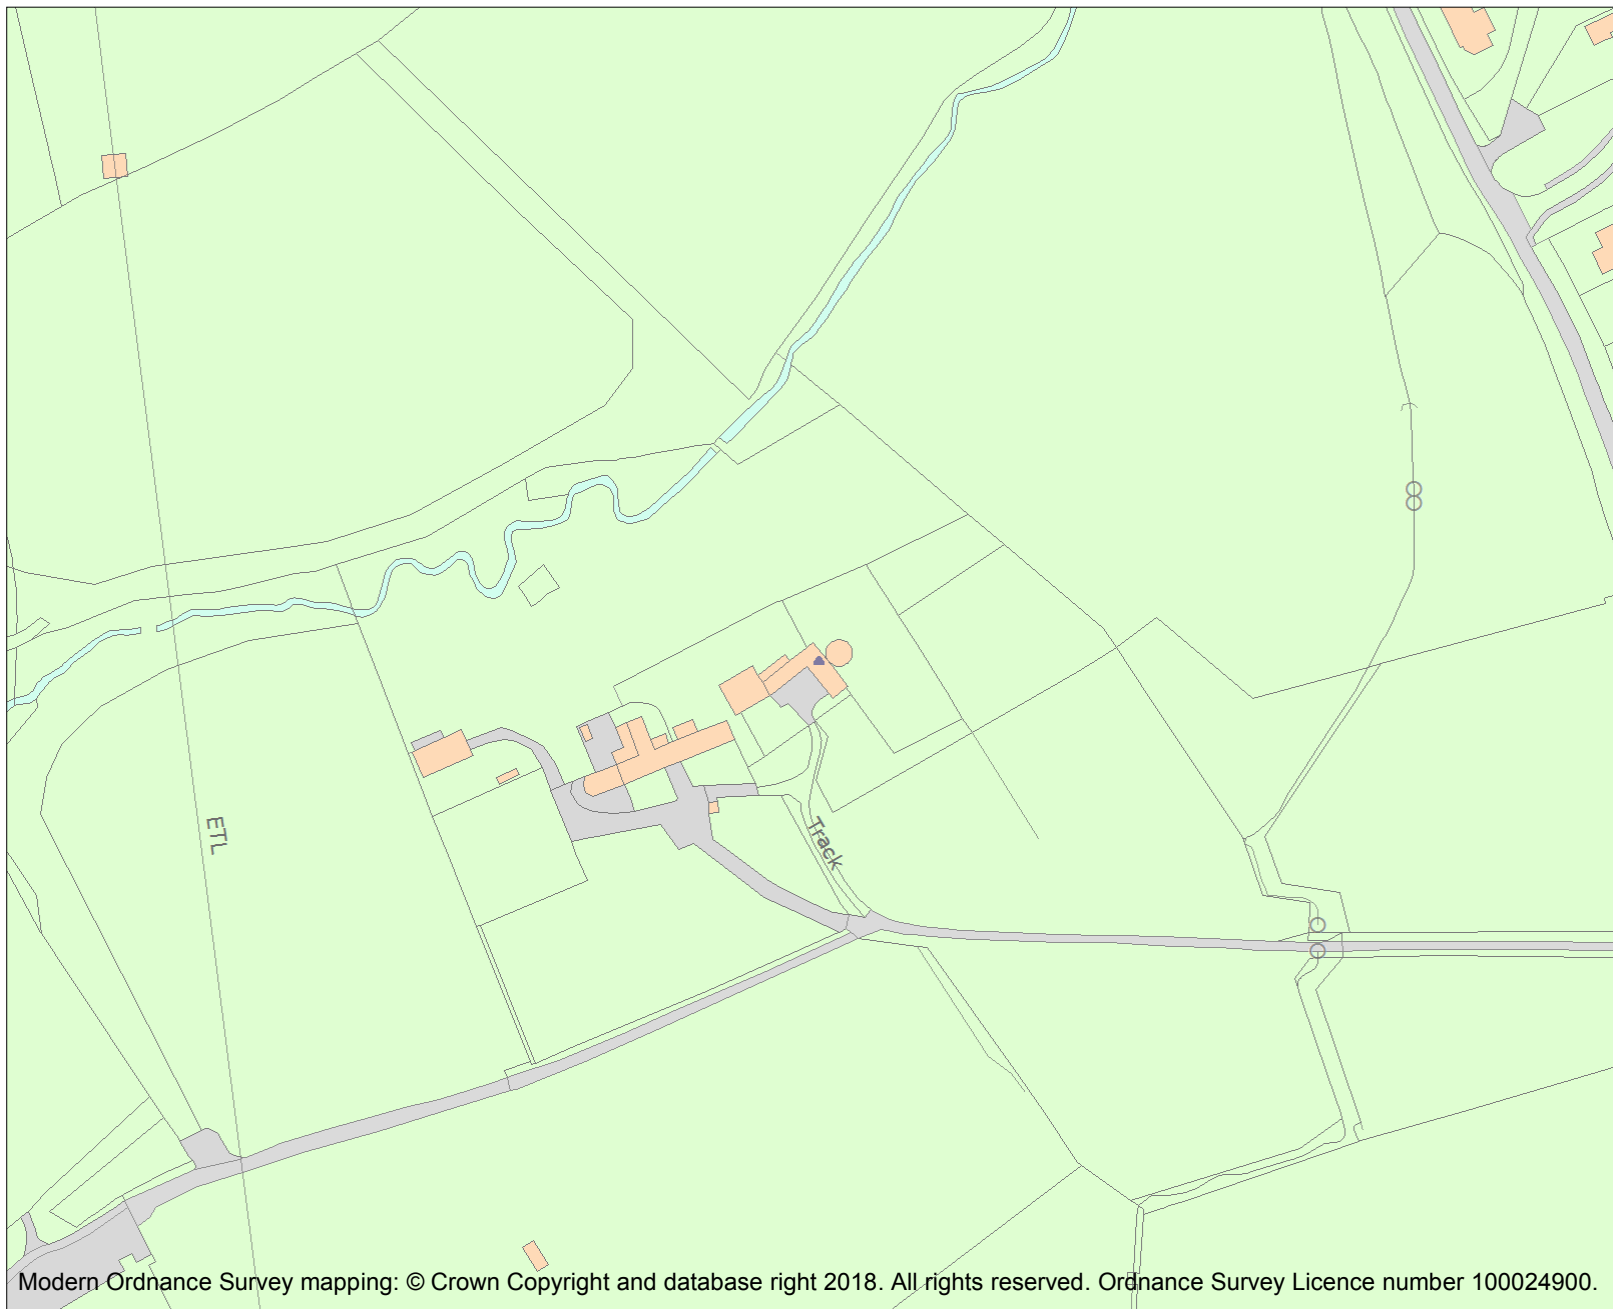 ETL
Track
Modern Ordnance Survey mapping: © Crown Copyright and database right 2018. All rights reserved. Ordnance Survey Licence number 100024900.